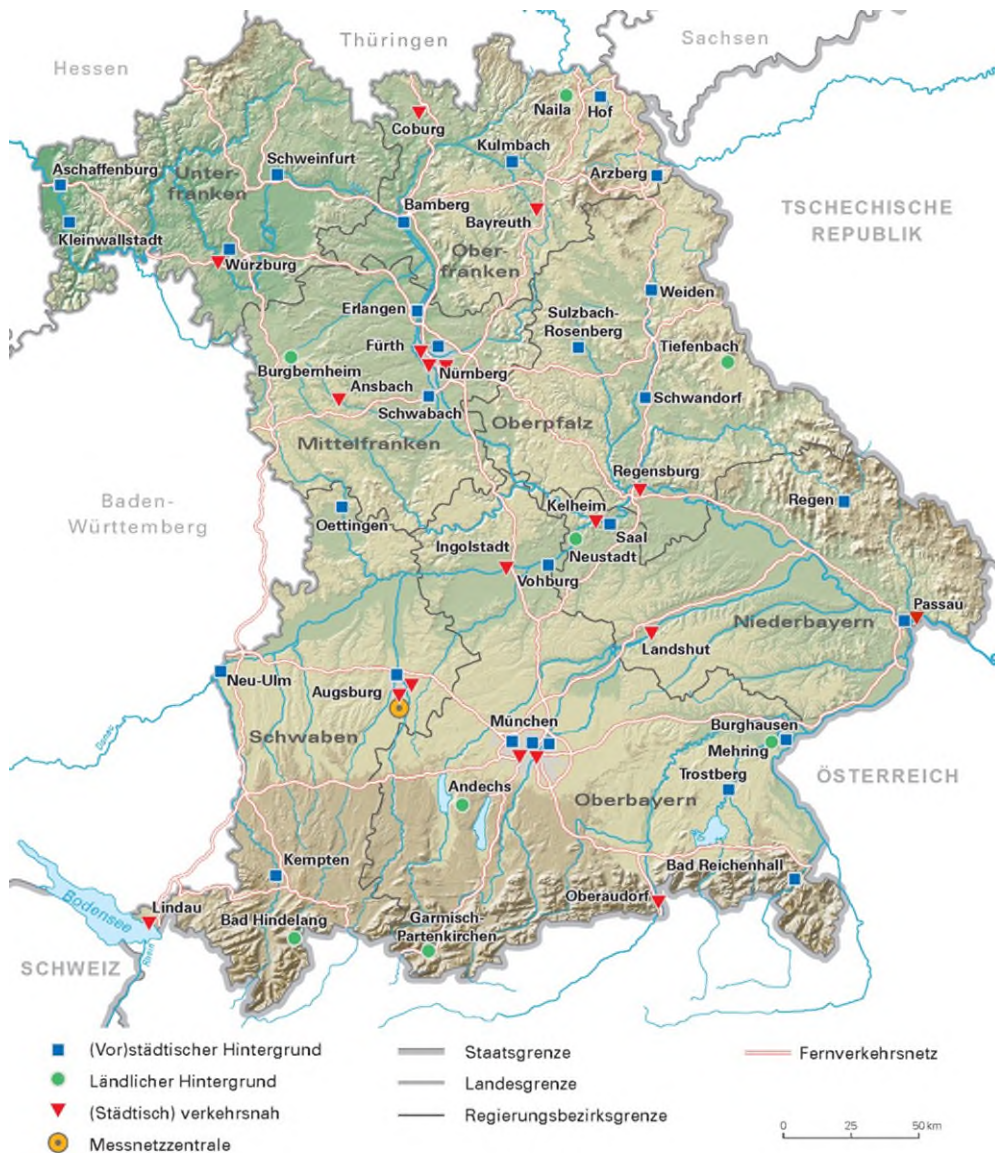 Thüringen
Sachsen
Hessen
Naila
Hof
Coburg
Kulmbach
Schweinfurt
Aschaffenburg
Unter-
franken
Arzberg
Bamberg
Bayreuth
TSCHECHISCHE
REPUBLIK
Kleinwallstadt
Ober-
franken
Würzburg
Weiden
Erlangen
Sulzbach-
Rosenberg
Fürth
Tiefenbach
Burgbernheim
Nürnberg
Ansbach
Schwabach
Schwandorf
Oberpfalz
Mittelfranken
Regensburg
Baden-
Württemberg
Regen
Oettingen
Kelheim
Saal
Ingolstadt
Neustadt
Vohburg
Passau
Niederbayern
Landshut
Neu-Ulm
Augsburg
Donau
Schwaben
München
Burghausen
Mehring
Andechs
Trostberg
ÖSTERREICH
Oberbayern
Kempten
Bad Reichenhall
Oberaudorf
Lindau
Bodensee
Bad Hindelang
Garmisch-
Partenkirchen
Rhein
SCHWEIZ
(Vor)städtischer Hintergrund
Ländlicher Hintergrund
(Städtisch) verkehrsnah
Messnetzzentrale
Staatsgrenze
Landesgrenze
Regierungsbezirksgrenze
Fernverkehrsnetz
0 25 50 km